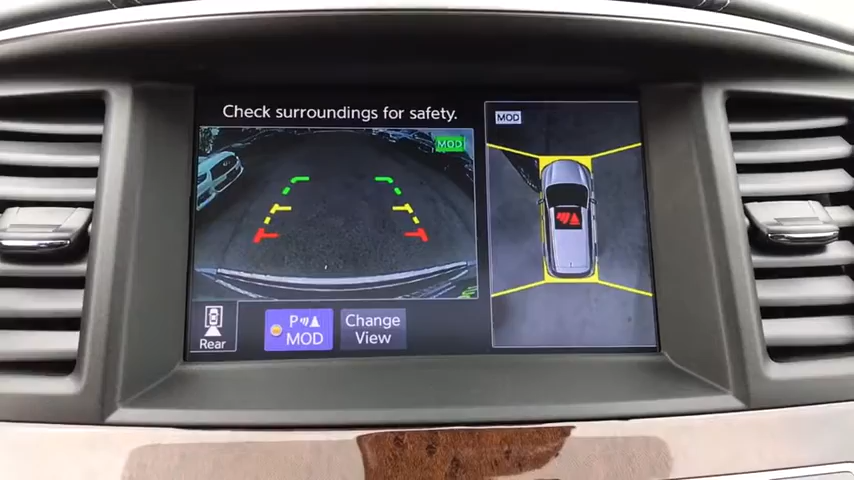 Check surroundings for safety.
MOD
MOD
Rear
P
MOD
Change
View